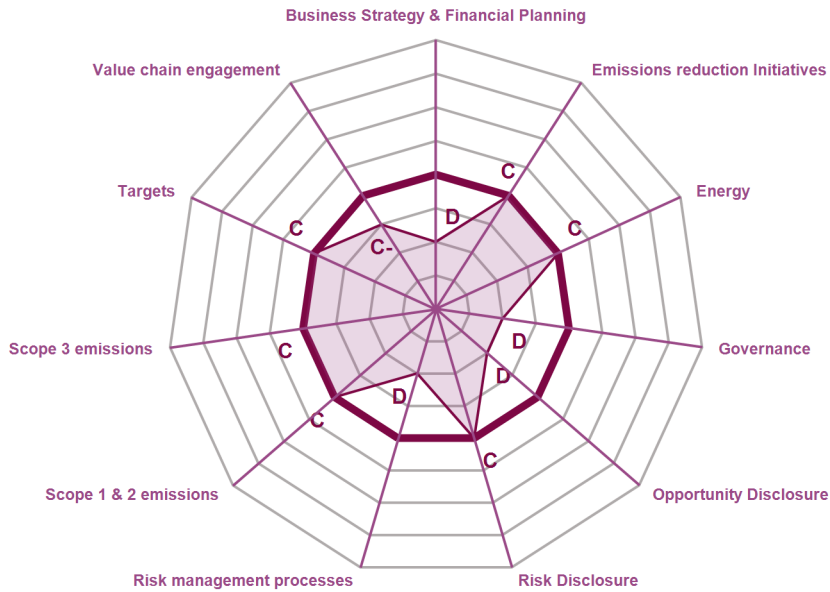 Business Strategy & Financial Planning
Value chain engagement
Emissions reduction Initiatives
C
Targets
Energy
D
C
C
C-
Scope 3 emissions
C
D
Governance
D
D
C
C
Scope 1 & 2 emissions
Opportunity Disclosure
Risk management processes
Risk Disclosure